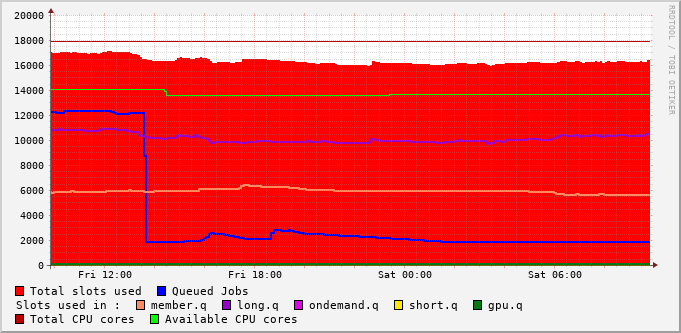 20000
18000
16000
14000
12000
10000
8000
6000
4000
2000
0
Fri 12:00 Fri 18:00 Sat 00:00 Sat 06:00
Total slots used Queued Jobs
Slots used in : member.q long.q ondemand.q short.q gpu.q
Total CPU cores Available CPU cores
RRDTOOL / TOBI OETIKER